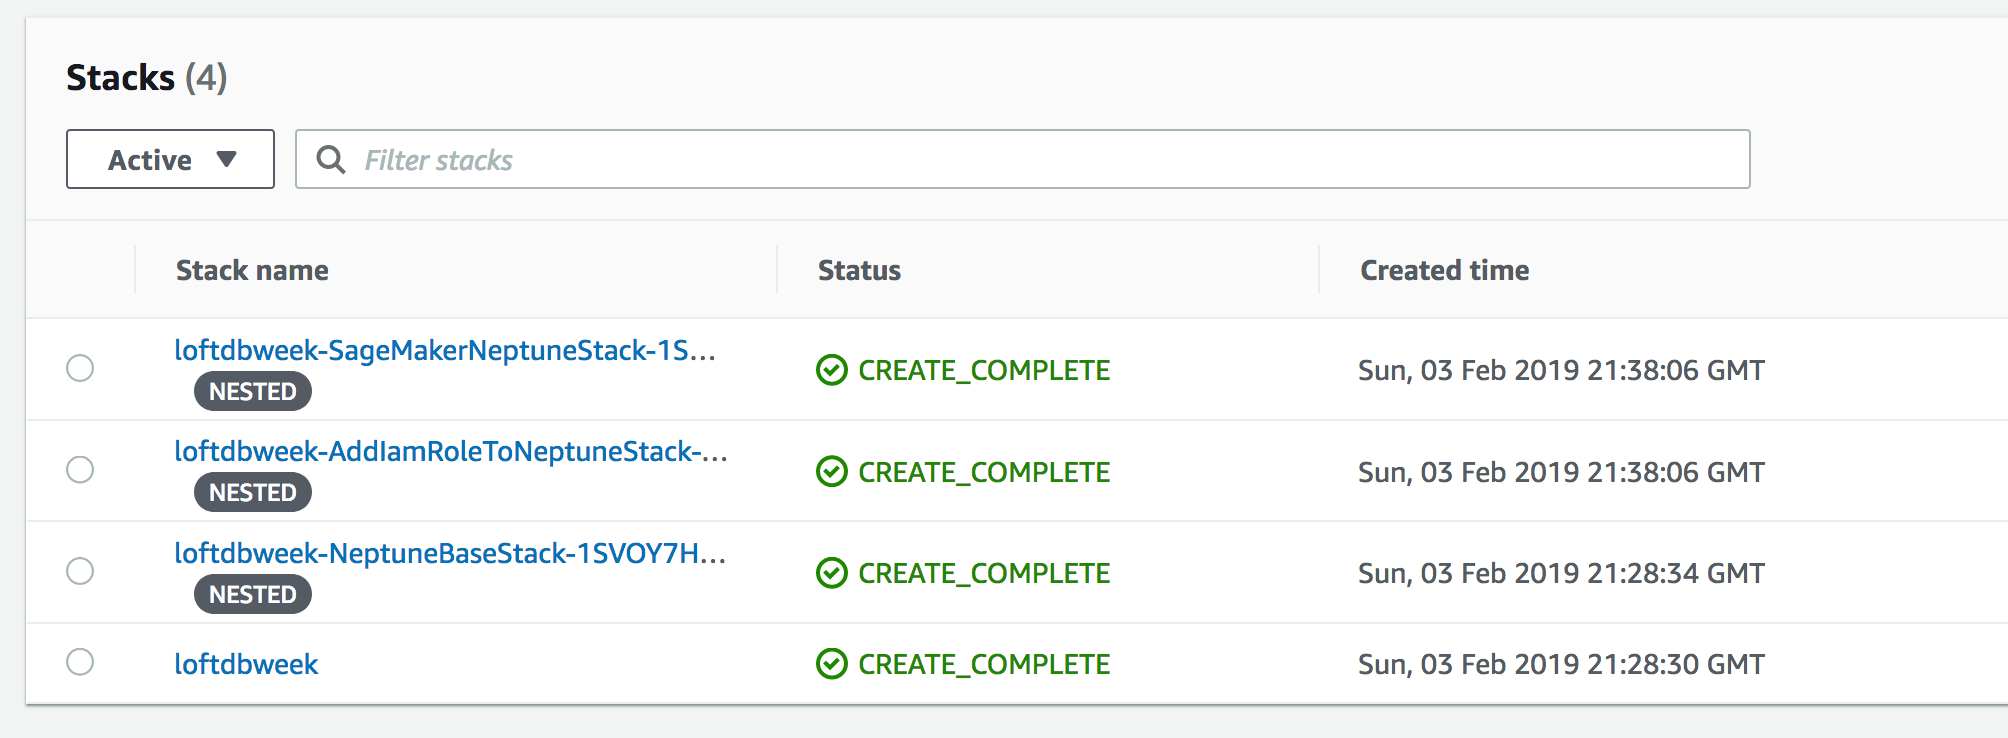 Stacks (4)
Active
Filter stacks
Stack name Status Created time
loftdbweek-SageMakerNeptuneStack-1S...
NESTED
CREATE_COMPLETE Sun, 03 Feb 2019 21:38:06 GMT
loftdbweek-AddIamRoleToNeptuneStack-...
NESTED
CREATE_COMPLETE Sun, 03 Feb 2019 21:38:06 GMT
loftdbweek-NeptuneBaseStack-1SVOY7H...
NESTED
CREATE_COMPLETE Sun, 03 Feb 2019 21:28:34 GMT
loftdbweek CREATE_COMPLETE Sun, 03 Feb 2019 21:28:30 GMT